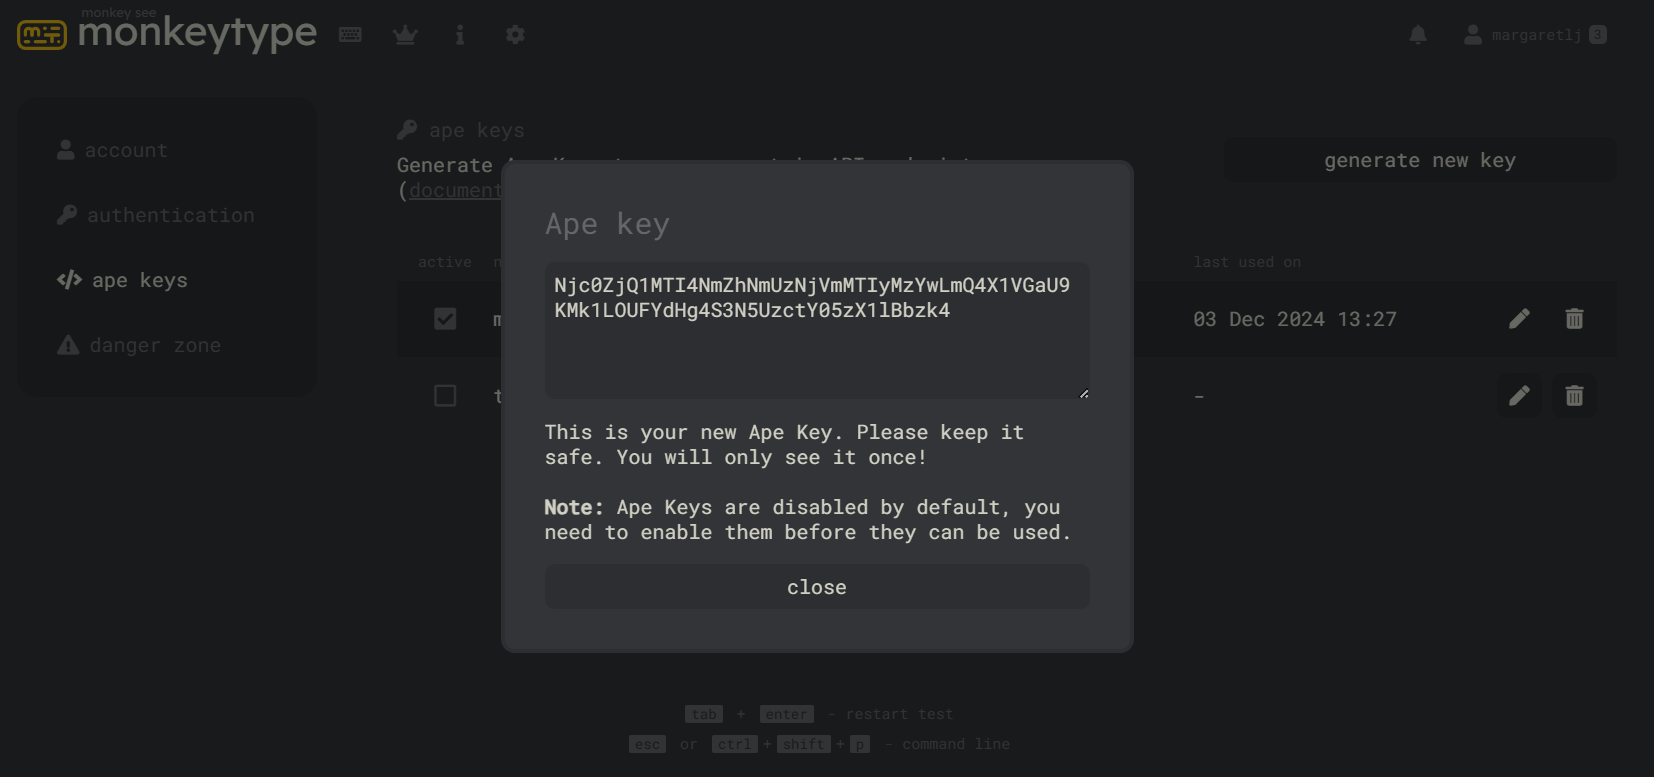 monkey see
monkeytype
margaretlj 3
account
authentication
ape keys
danger zone
ape keys
Generate
(document
generate new key
active
last used on
03 Dec 2024 13:27
-
Ape key
Njc0ZjQ1MTI4NmZhNmUzNjVmMTIyMzYwLmQ4X1VGaU9
KMk1LOUFYdHg4S3N5UzctY05zX1lBbzk4
This is your new Ape Key. Please keep it
safe. You will only see it once!
Note: Ape Keys are disabled by default, you
need to enable them before they can be used.
close
tab + enter - restart test
esc or ctrl + shift + p - command line